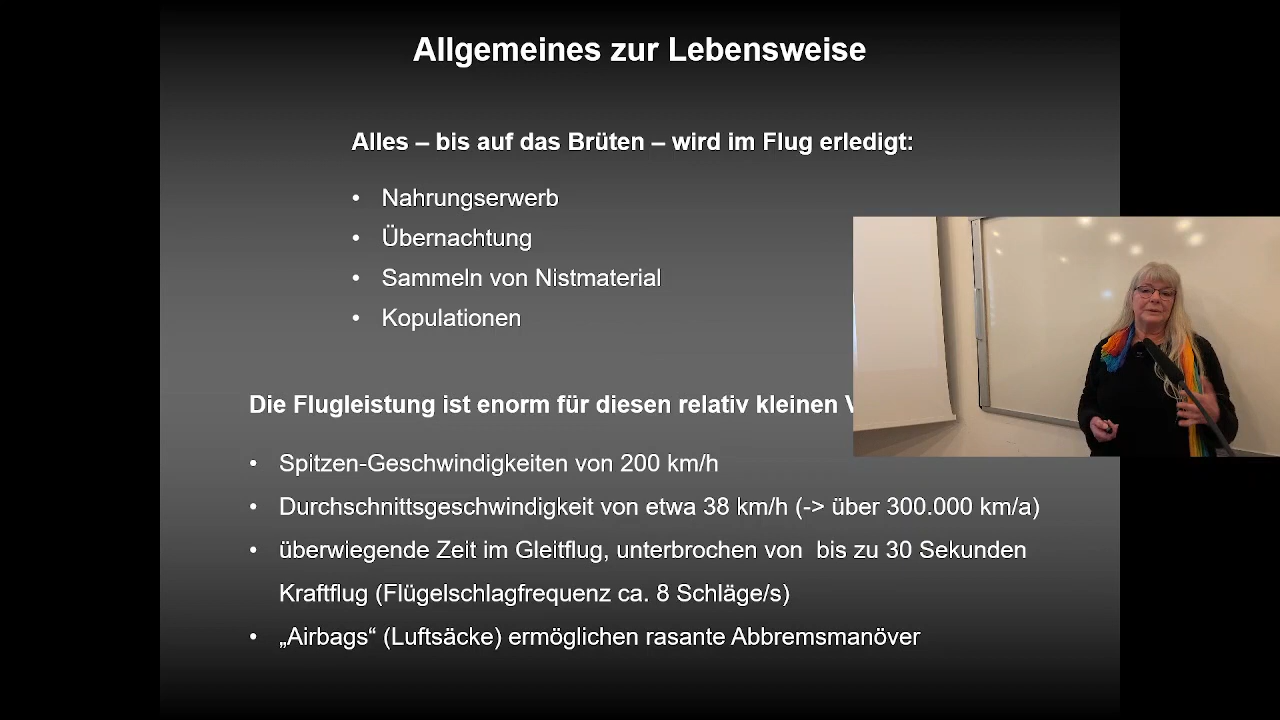 Allgemeines zur Lebensweise
Alles – bis auf das Brüten – wird im Flug erledigt:
• Nahrungserwerb
• Übernachtung
• Sammeln von Nistmaterial
• Kopulationen
Die Flugleistung ist enorm für diesen relativ kleinen
• Spitzen-Geschwindigkeiten von 200 km/h
• Durchschnittsgeschwindigkeit von etwa 38 km/h (-> über 300.000 km/a)
• überwiegende Zeit im Gleitflug, unterbrochen von bis zu 30 Sekunden
Kraftflug (Flügelschlagfrequenz ca. 8 Schläge/s)
• „Airbags“ (Luftsäcke) ermöglichen rasante Abbremsmanöver